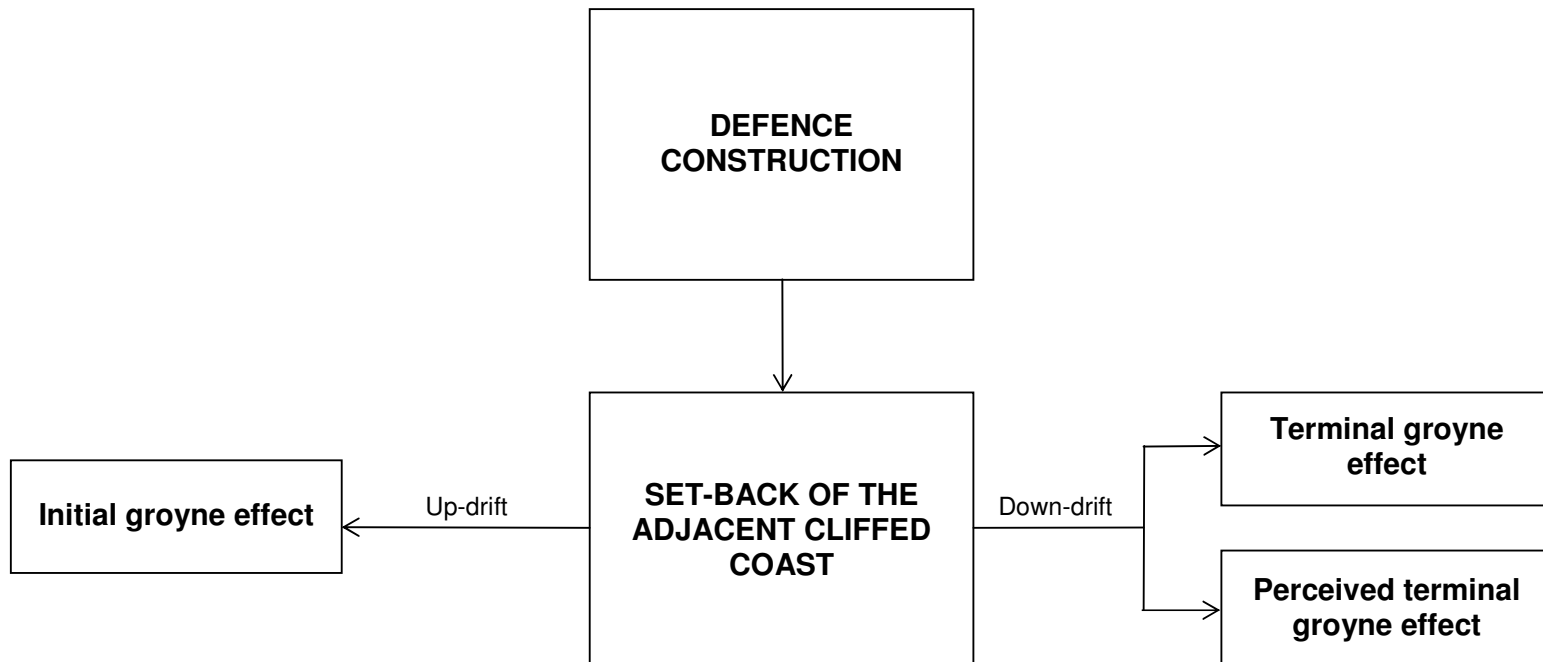 DEFENCE
CONSTRUCTION
Initial groyne effect
Up-drift
SET-BACK OF THE
ADJACENT CLIFFED
COAST
Down-drift
Terminal groyne
effect
Perceived terminal
groyne effect